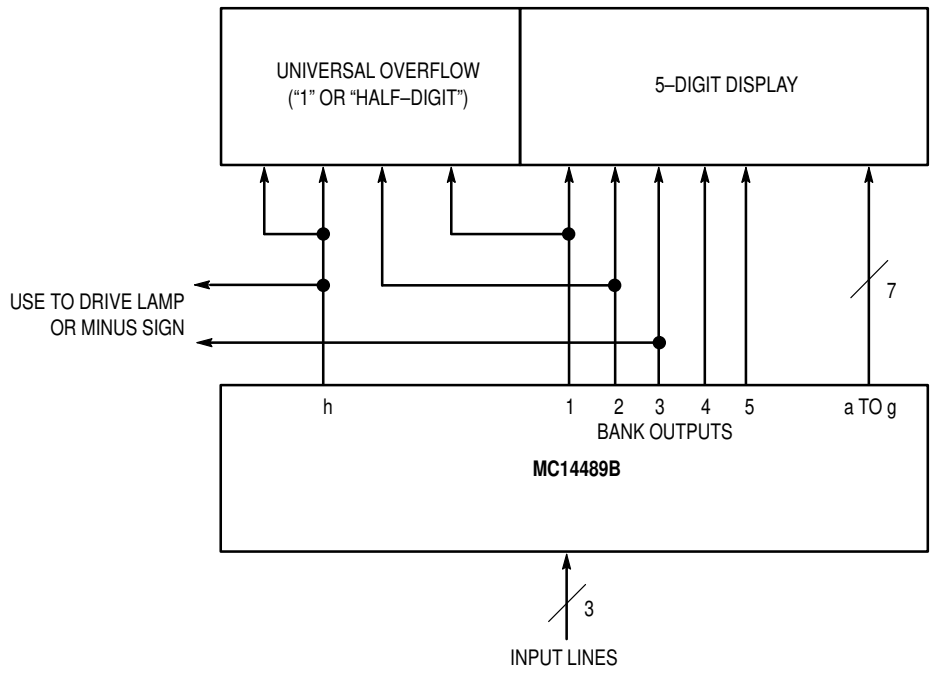 UNIVERSAL OVERFLOW
(“1” OR “HALF–DIGIT”)
5–DIGIT DISPLAY
USE TO DRIVE LAMP
OR MINUS SIGN
7
h
1
2
3
4
5
a TO g
BANK OUTPUTS
MC14489B
3
INPUT LINES